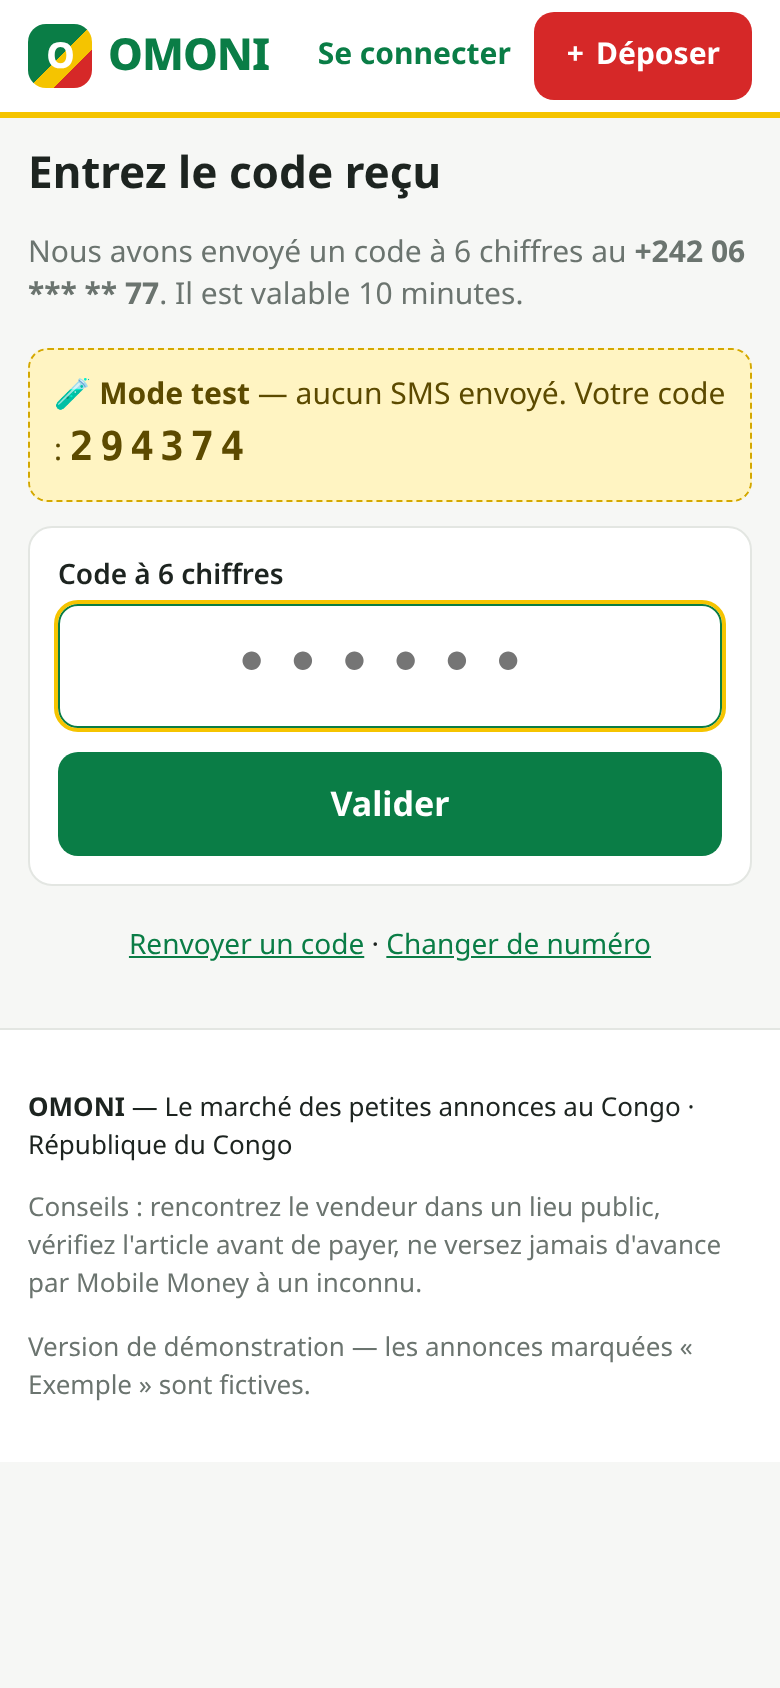 O OMONI Se connecter + Déposer
Entrez le code reçu
Nous avons envoyé un code à 6 chiffres au +242 06
*** ** 77. Il est valable 10 minutes.
🧪 Mode test — aucun SMS envoyé. Votre code
: 294374
Code à 6 chiffres
Valider
Renvoyer un code · Changer de numéro
OMONI — Le marché des petites annonces au Congo ·
République du Congo
Conseils : rencontrez le vendeur dans un lieu public,
vérifiez l'article avant de payer, ne versez jamais d'avance
par Mobile Money à un inconnu.
Version de démonstration — les annonces marquées «
Exemple » sont fictives.